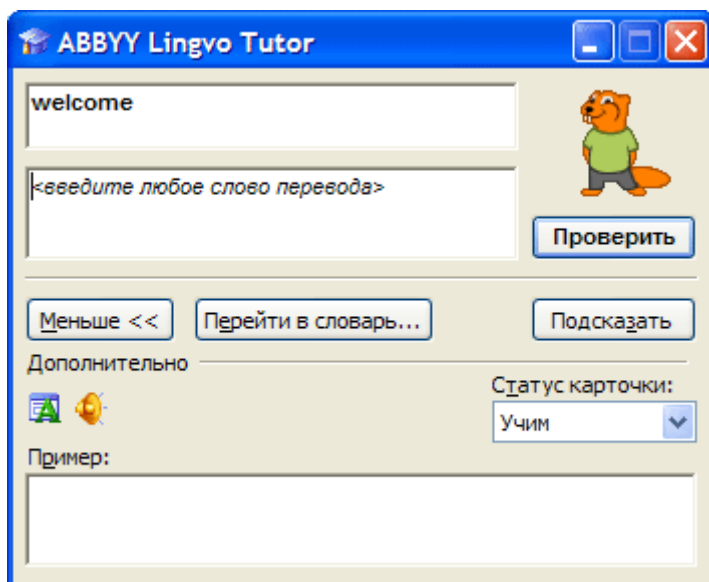 ABBYY Lingvo Tutor
welcome
<введите любое слово перевода>
Проверить
Меньше <<
Перейти в словарь...
Подсказать
Дополнительно
Статус карточки:
Учим
Пример: